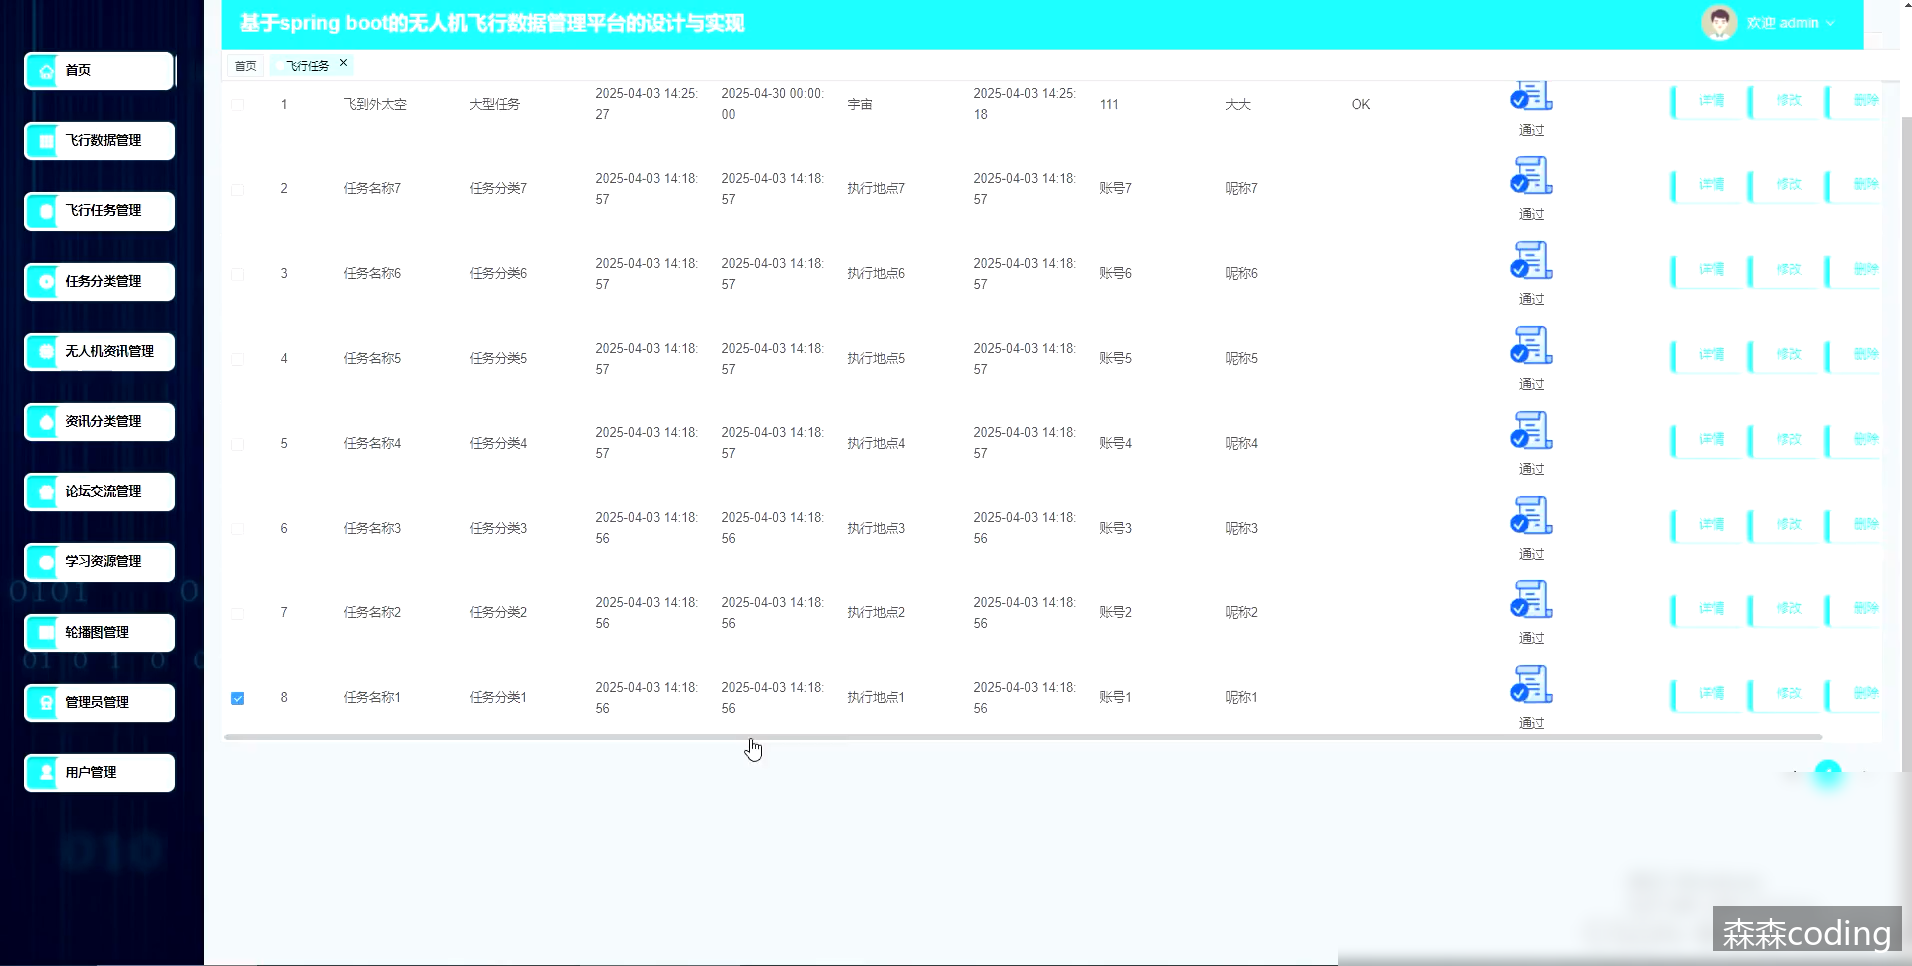 基于spring boot的无人机飞行数据管理平台的设计与实现
欢迎 admin
首页
飞行数据管理
飞行任务管理
任务分类管理
无人机资讯管理
资讯分类管理
论坛交流管理
学习资源管理
轮播图管理
管理员管理
用户管理
首页 飞行任务
1 飞到外太空 大型任务 2025-04-03 14:25:27 2025-04-30 00:00:00 宇宙 2025-04-03 14:25:18 111 大大 OK 通过 详情 修改 删除
2 任务名称7 任务分类7 2025-04-03 14:18:57 2025-04-03 14:18:57 执行地点7 2025-04-03 14:18:57 账号7 昵称7 通过 详情 修改 删除
3 任务名称6 任务分类6 2025-04-03 14:18:57 2025-04-03 14:18:57 执行地点6 2025-04-03 14:18:57 账号6 昵称6 通过 详情 修改 删除
4 任务名称5 任务分类5 2025-04-03 14:18:57 2025-04-03 14:18:57 执行地点5 2025-04-03 14:18:57 账号5 昵称5 通过 详情 修改 删除
5 任务名称4 任务分类4 2025-04-03 14:18:57 2025-04-03 14:18:57 执行地点4 2025-04-03 14:18:57 账号4 昵称4 通过 详情 修改 删除
6 任务名称3 任务分类3 2025-04-03 14:18:56 2025-04-03 14:18:56 执行地点3 2025-04-03 14:18:56 账号3 昵称3 通过 详情 修改 删除
7 任务名称2 任务分类2 2025-04-03 14:18:56 2025-04-03 14:18:56 执行地点2 2025-04-03 14:18:56 账号2 昵称2 通过 详情 修改 删除
8 任务名称1 任务分类1 2025-04-03 14:18:56 2025-04-03 14:18:56 执行地点1 2025-04-03 14:18:56 账号1 昵称1 通过 详情 修改 删除
森森coding